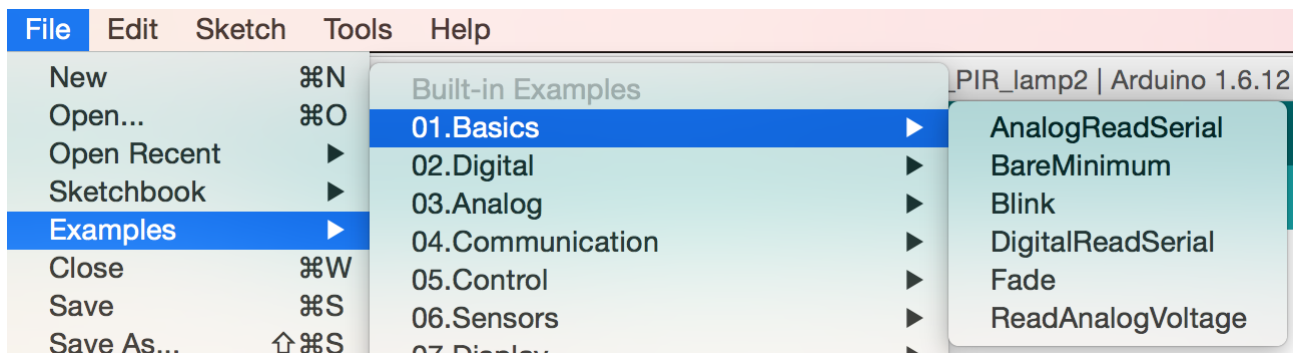 File Edit Sketch Tools Help
New ⌘N
Open... ⌘O
Open Recent ▶
Sketchbook ▶
Examples ▶
Close ⌘W
Save ⌘S
Save As... ⇧⌘S
Built-in Examples
01.Basics ▶
02.Digital ▶
03.Analog ▶
04.Communication ▶
05.Control ▶
06.Sensors ▶
07.Display ▶
_PIR_lamp2 | Arduino 1.6.12
AnalogReadSerial
BareMinimum
Blink
DigitalReadSerial
Fade
ReadAnalogVoltage